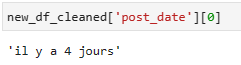 new_df_cleaned['post_date'][0]
'il y a 4 jours'